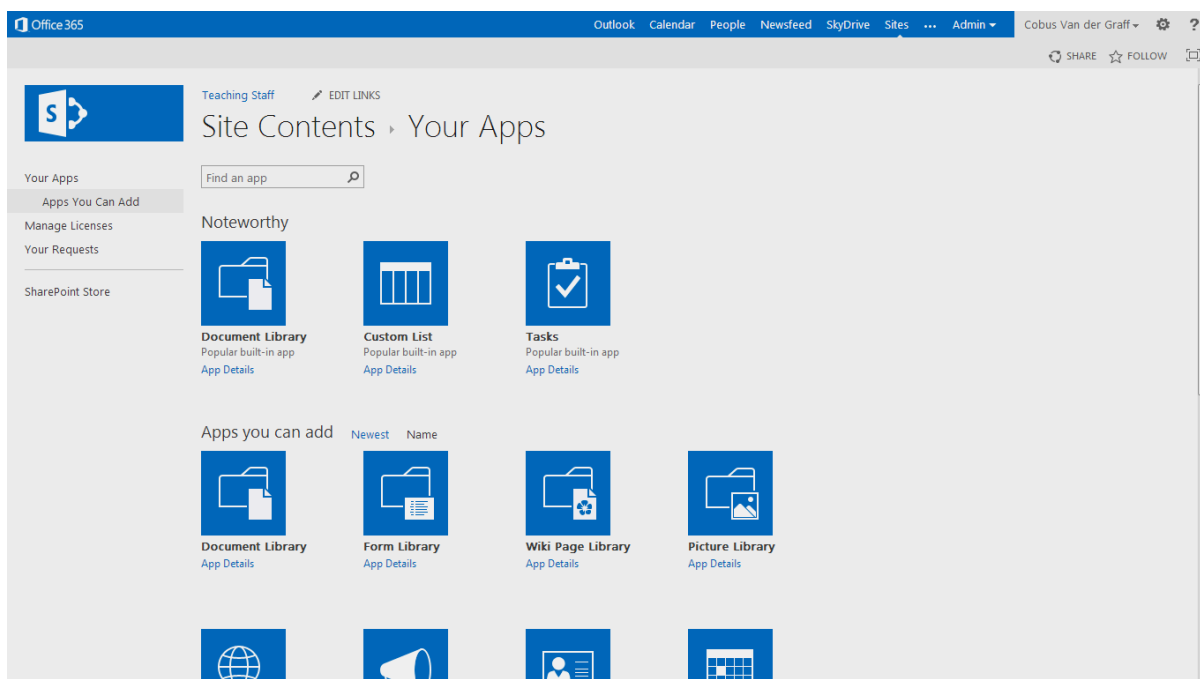 Office 365 Outlook Calendar People Newsfeed SkyDrive Sites ... Admin Cobus Van der Graff ?
SHARE FOLLOW
S
Teaching Staff EDIT LINKS
Site Contents Your Apps
Find an app
Your Apps
Apps You Can Add
Manage Licenses
Your Requests
SharePoint Store
Noteworthy
Document Library Custom List Tasks
Popular built-in app Popular built-in app Popular built-in app
App Details App Details App Details
Apps you can add Newest Name
Document Library Form Library Wiki Page Library Picture Library
App Details App Details App Details App Details